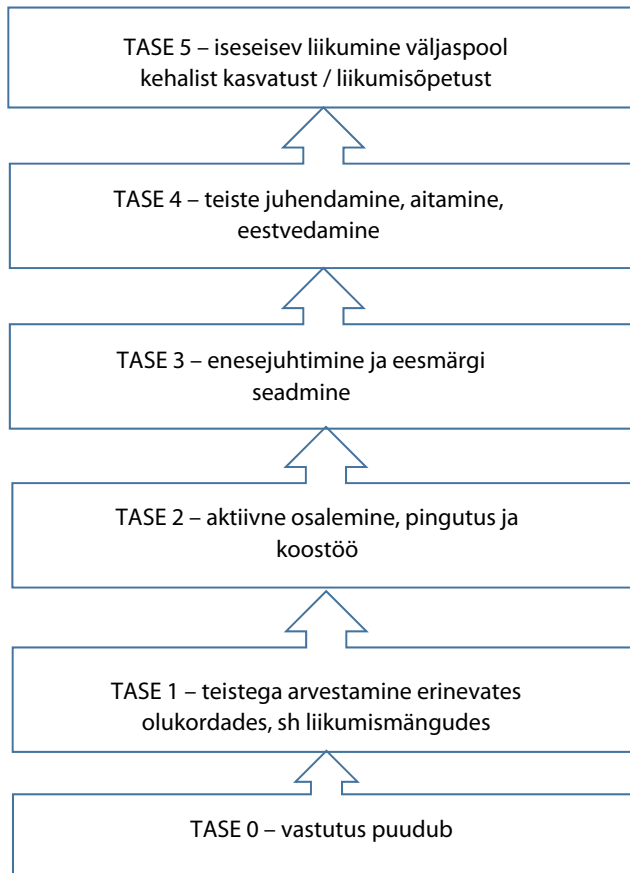 TASE 5 – iseseisev liikumine väljaspool
kehalist kasvatust / liikumisõpetust
TASE 4 – teiste juhendamine, aitamine,
eestvedamine
TASE 3 – enesejuhtimine ja eesmärgi
seadmine
TASE 2 – aktiivne osalemine, pingutus ja
koostöö
TASE 1 – teistega arvestamine erinevates
olukordades, sh liikumismängudes
TASE 0 – vastutus puudub